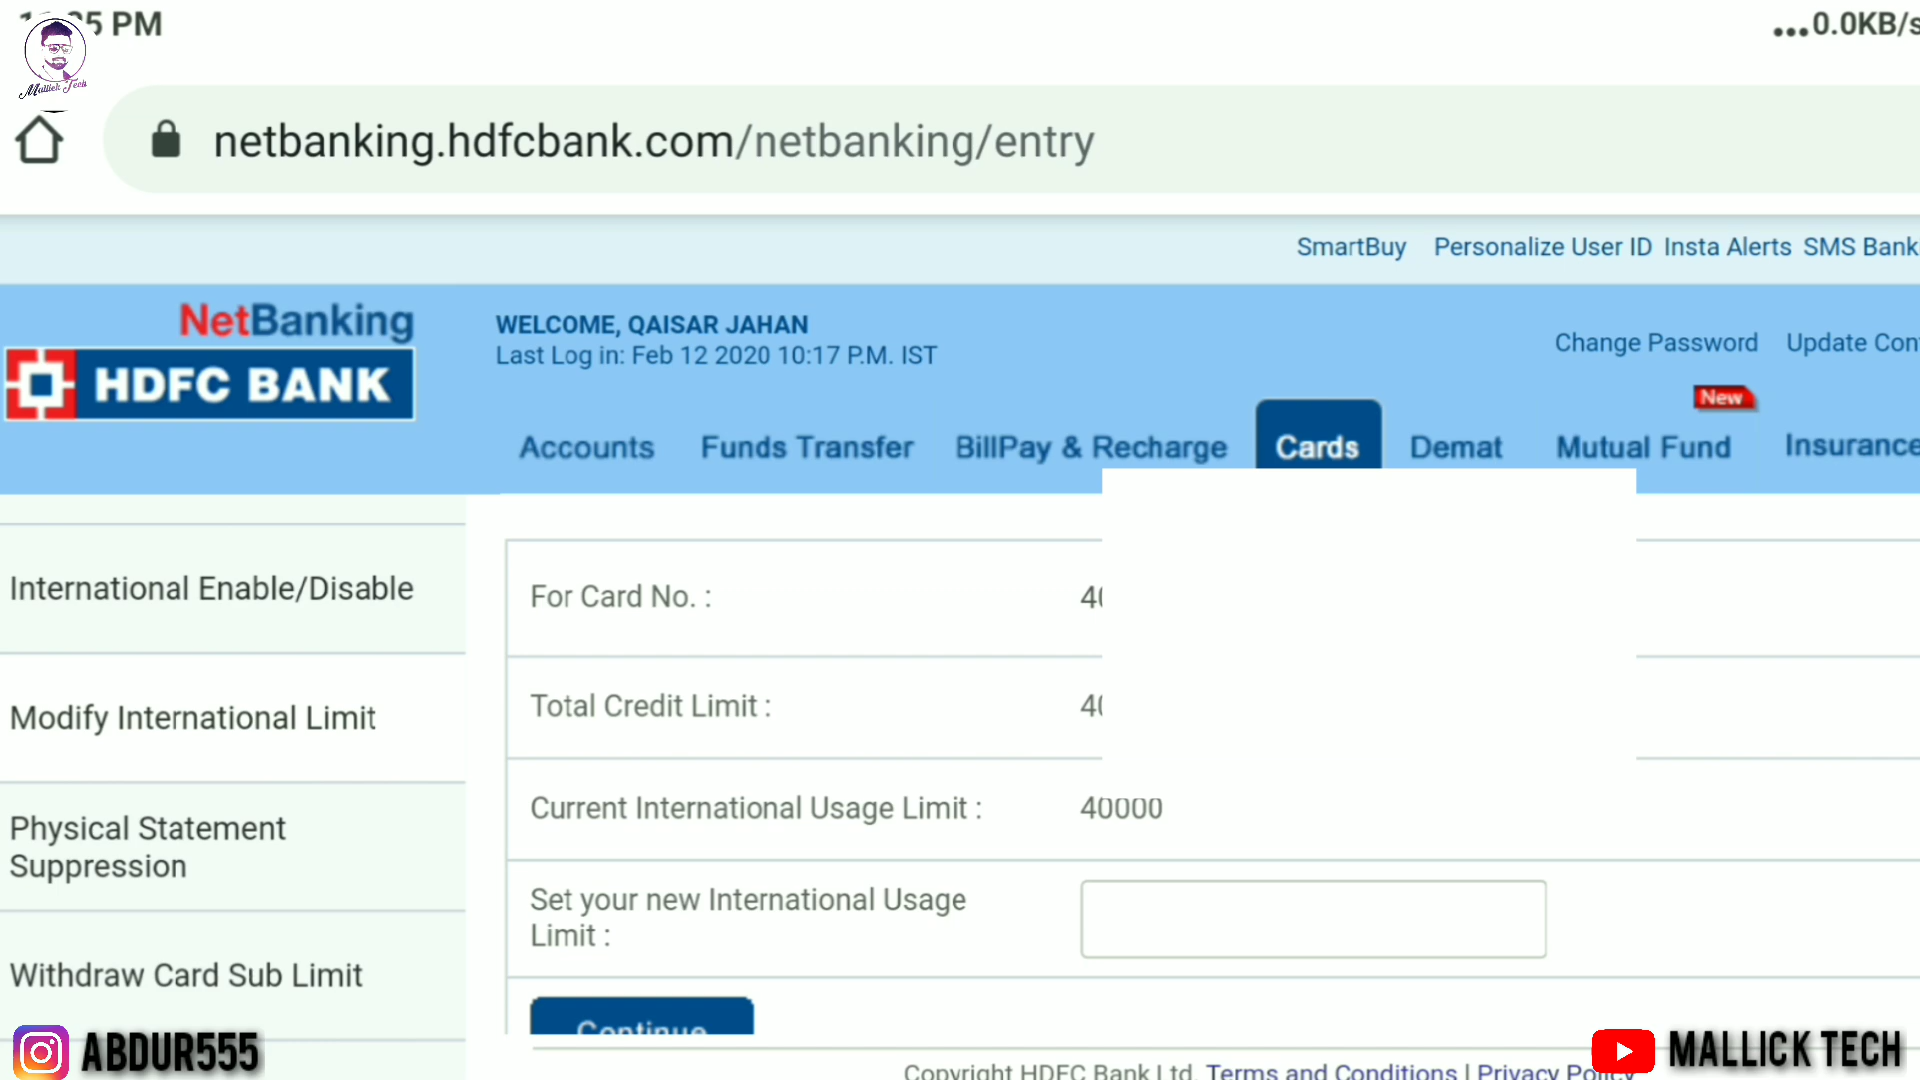 5 PM
...0.0KB/s
Mallick Tech
netbanking.hdfcbank.com/netbanking/entry
SmartBuy Personalize User ID Insta Alerts SMS Bank
NetBanking
HDFC BANK
WELCOME, QAISAR JAHAN
Last Log in: Feb 12 2020 10:17 P.M. IST
Change Password Update Con
New
Accounts Funds Transfer BillPay & Recharge Cards Demat Mutual Fund Insurance
International Enable/Disable
Modify International Limit
Physical Statement
Suppression
Withdraw Card Sub Limit
For Card No. : 40
Total Credit Limit : 40
Current International Usage Limit : 40000
Set your new International Usage
Limit :
Continue
Copyright HDFC Bank Ltd. Terms and Conditions | Privacy Policy
ABDUR555
MALLICK TECH